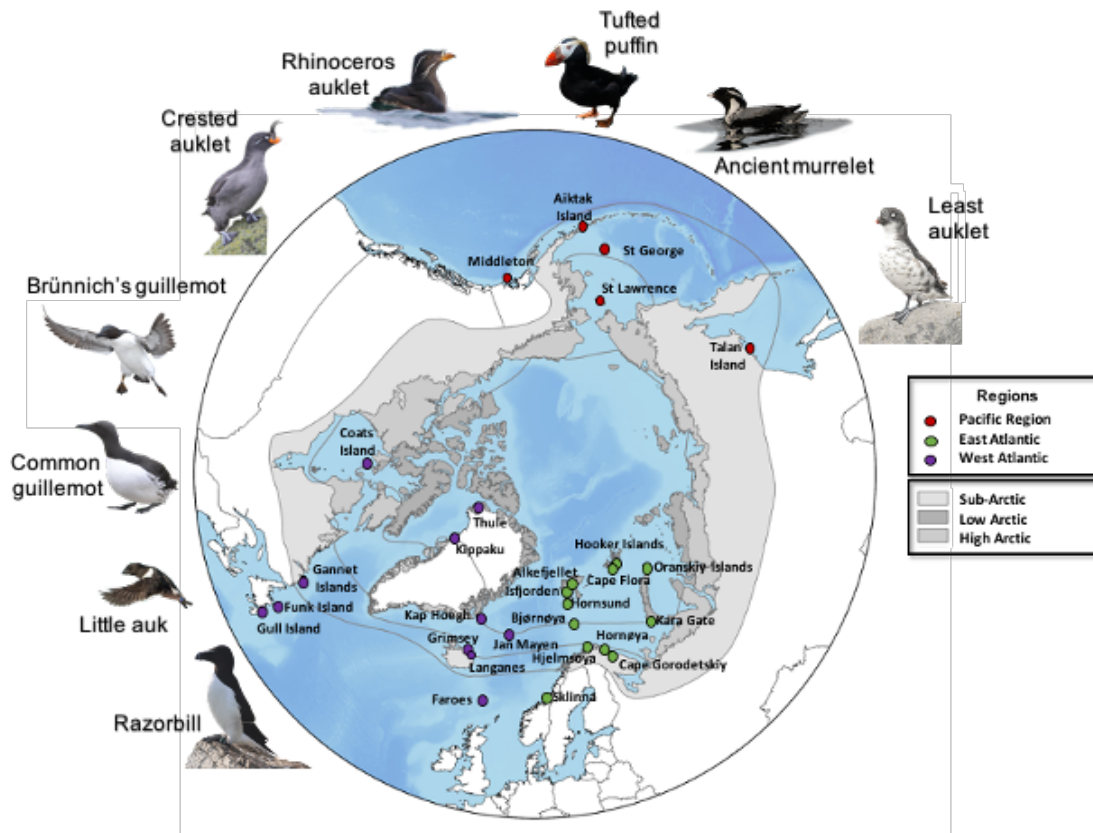 Tufted
puffin
Rhinoceros
auklet
Crested
auklet
Ancient murrelet
Least
auklet
Brünnich's guillemot
Common
guillemot
Little auk
Razorbill
Aiktak
Island
St George
Middleton
St Lawrence
Talan
Island
Coats
Island
Thule
Kippaku
Hooker Islands
Oranskiy Islands
Alkefjellet
Cape Flora
Isfjorden
Hornsund
Gannet
Islands
Funk Island
Gull Island
Kap Hoegh
Bjørnøya
Kara Gate
Grimsey
Jan Mayen
Hornøya
Langanes
Hjelmsoya
Cape Gorodetskiy
Faroes
Sklinna
Regions
Pacific Region
East Atlantic
West Atlantic
Sub-Arctic
Low Arctic
High Arctic